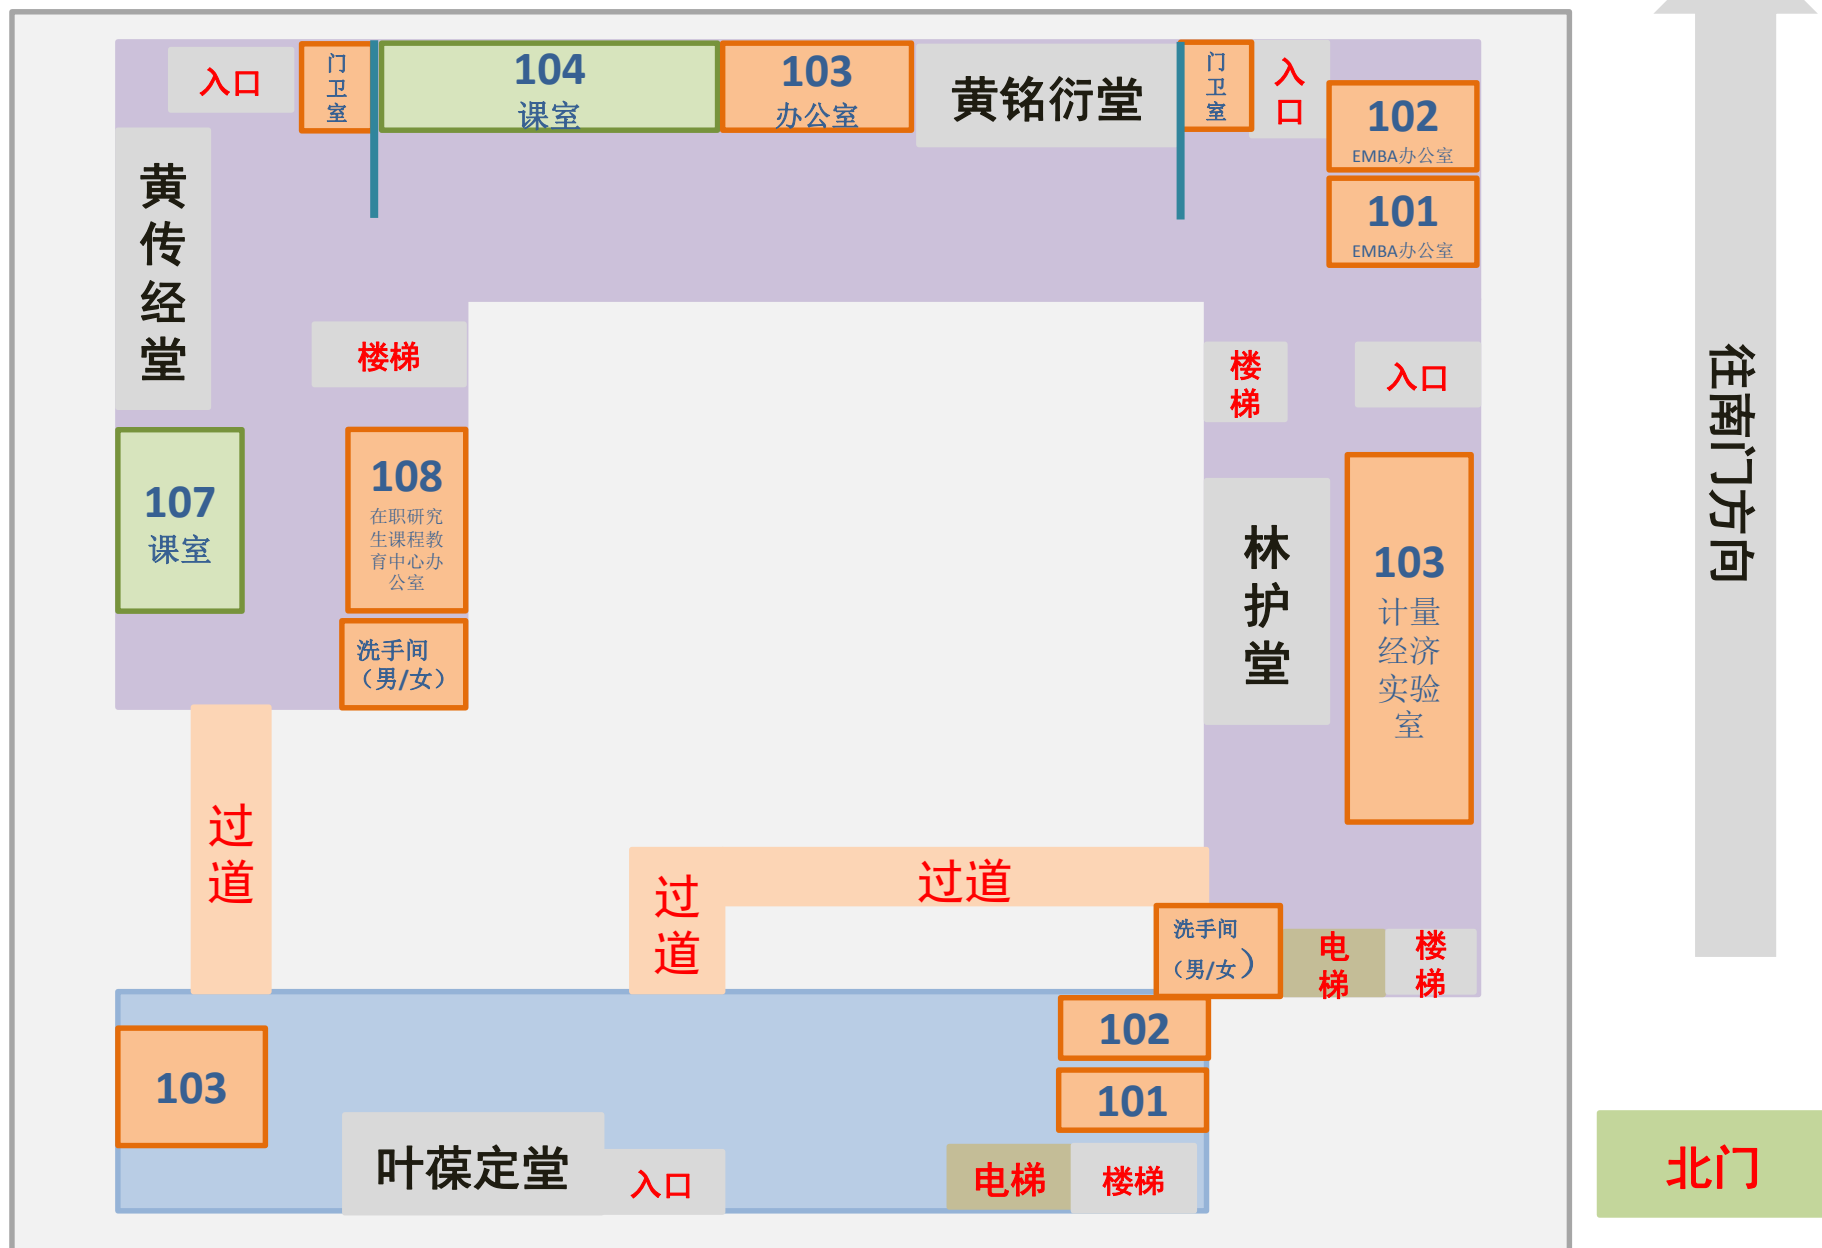 入口
门
卫
室
104
课室
103
办公室
黄铭衍堂
门
卫
室
入
口
102
EMBA办公室
101
EMBA办公室
黄
传
经
堂
楼梯
楼
梯
入口
往南门方向
107
课室
108
在职研究
生课程教
育中心办
公室
洗手间
（男/女）
林
护
堂
103
计量
经济
实验
室
过
道
过
道
过道
洗手间
（男/女）
电
梯
楼
梯
102
101
103
叶葆定堂
入口
电梯
楼梯
北门